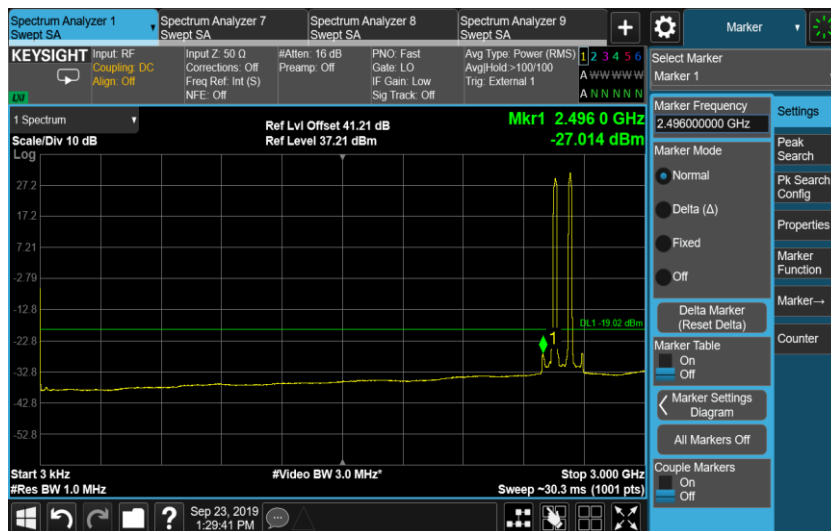 Spectrum Analyzer 1
Swept SA
Spectrum Analyzer 7
Swept SA
Spectrum Analyzer 8
Swept SA
Spectrum Analyzer 9
Swept SA
+
Marker
KEYSIGHT
LXI
Input: RF
Coupling: DC
Align: Off
Input Z: 50 Ω
Corrections: Off
Freq Ref: Int (S)
NFE: Off
#Atten: 16 dB
Preamp: Off
PNO: Fast
Gate: LO
IF Gain: Low
Sig Track: Off
Avg Type: Power (RMS)
Avg|Hold:>100/100
Trig: External 1
1 2 3 4 5 6
A W W W W W
A N N N N N
Select Marker
Marker 1
1 Spectrum
Scale/Div 10 dB
Log
Ref Lvl Offset 41.21 dB
Ref Level 37.21 dBm
Mkr1 2.496 0 GHz
-27.014 dBm
27.2
17.2
7.21
-2.79
-12.8
-22.8
-32.8
-42.8
-52.8
DL1 -19.02 dBm
1
Start 3 kHz
#Res BW 1.0 MHz
#Video BW 3.0 MHz*
Stop 3.000 GHz
Sweep ~30.3 ms (1001 pts)
Marker Frequency
2.496000000 GHz
Marker Mode
Normal
Delta (Δ)
Fixed
Off
Delta Marker
(Reset Delta)
Marker Table
On
Off
Marker Settings
Diagram
All Markers Off
Couple Markers
On
Off
Settings
Peak
Search
Pk Search
Config
Properties
Marker
Function
Marker→
Counter
?
Sep 23, 2019
1:29:41 PM